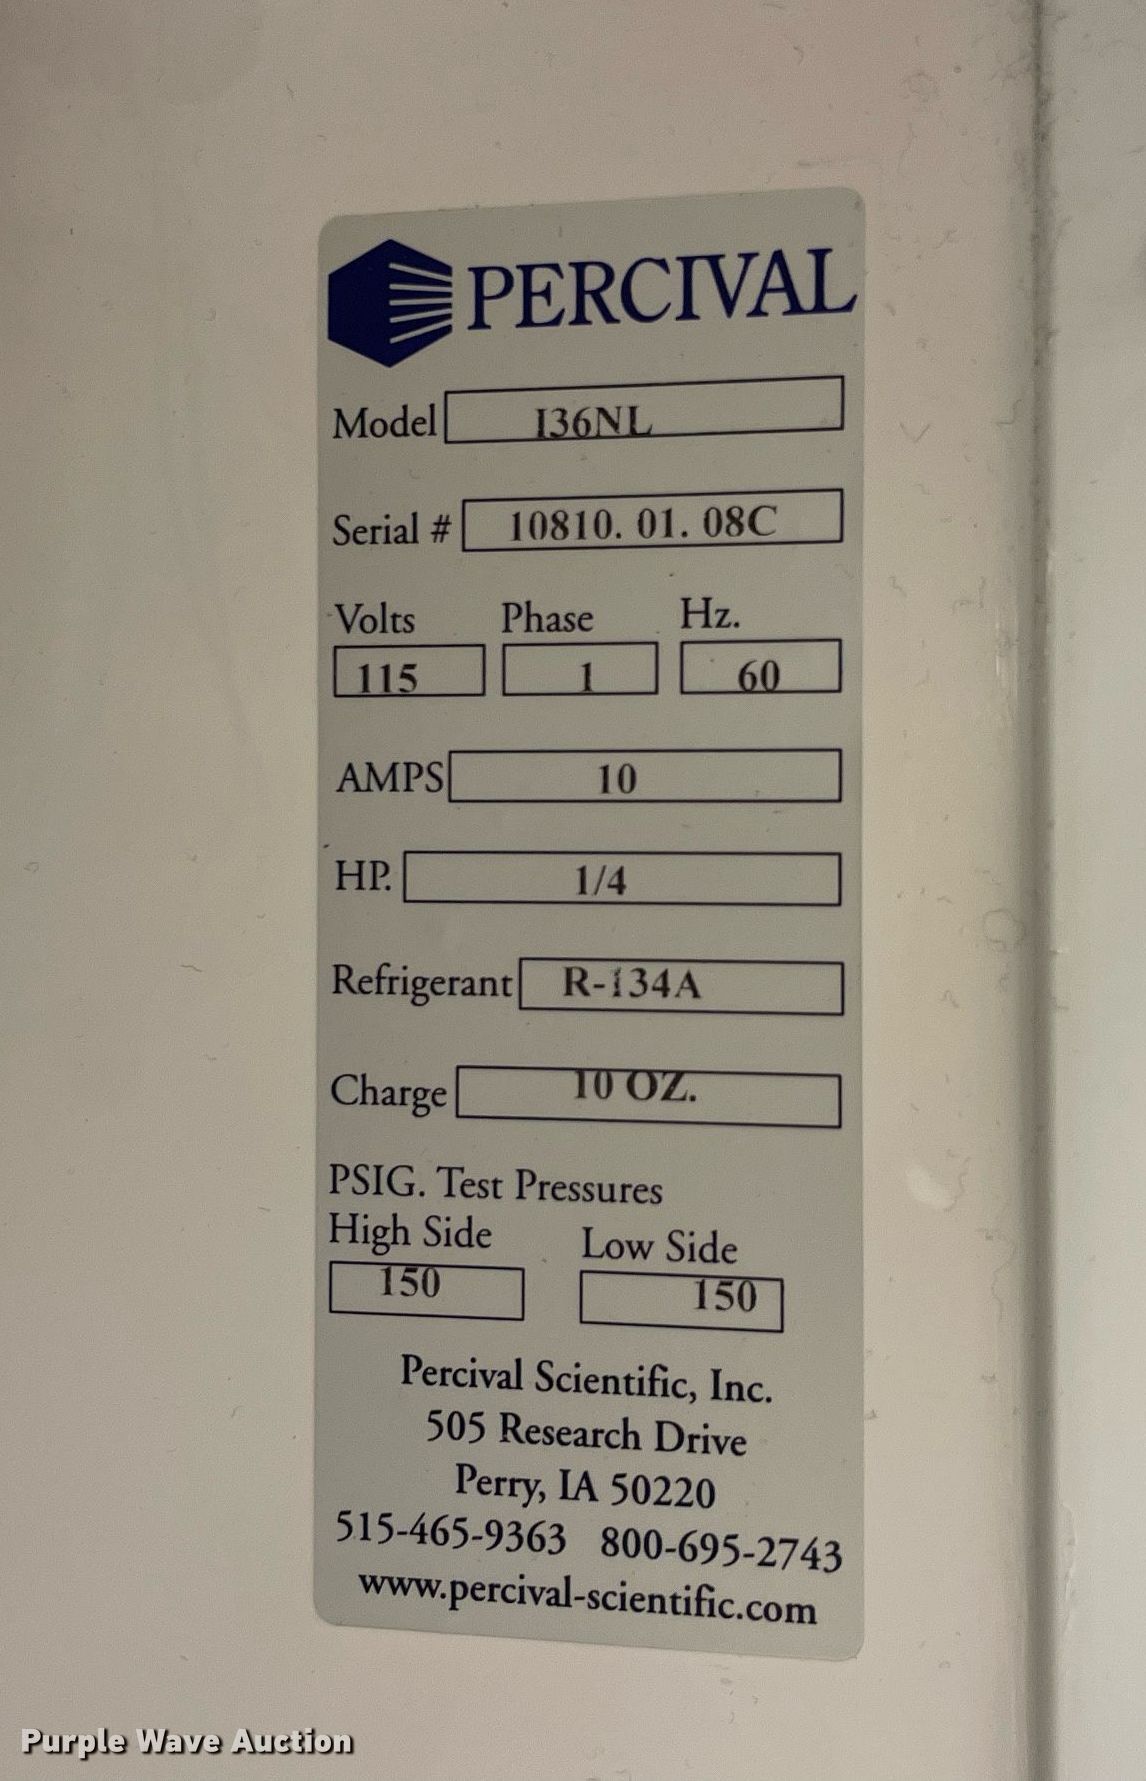 PERCIVAL
Model I36NL
Serial # 10810. 01. 08C
Volts Phase Hz.
115 1 60
AMPS 10
HP. 1/4
Refrigerant R-134A
Charge 10 OZ.
PSIG. Test Pressures
High Side Low Side
150 150
Percival Scientific, Inc.
505 Research Drive
Perry, IA 50220
515-465-9363 800-695-2743
www.percival-scientific.com
Purple Wave Auction